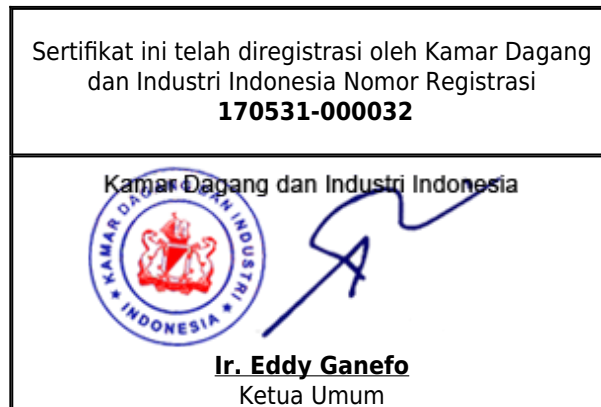 Sertifikat ini telah diregistrasi oleh Kamar Dagang
dan Industri Indonesia Nomor Registrasi
170531-000032
Kamar Dagang dan Industri Indonesia
KAMAR DAGANG DAN INDUSTRI
INDONESIA
Ir. Eddy Ganefo
Ketua Umum